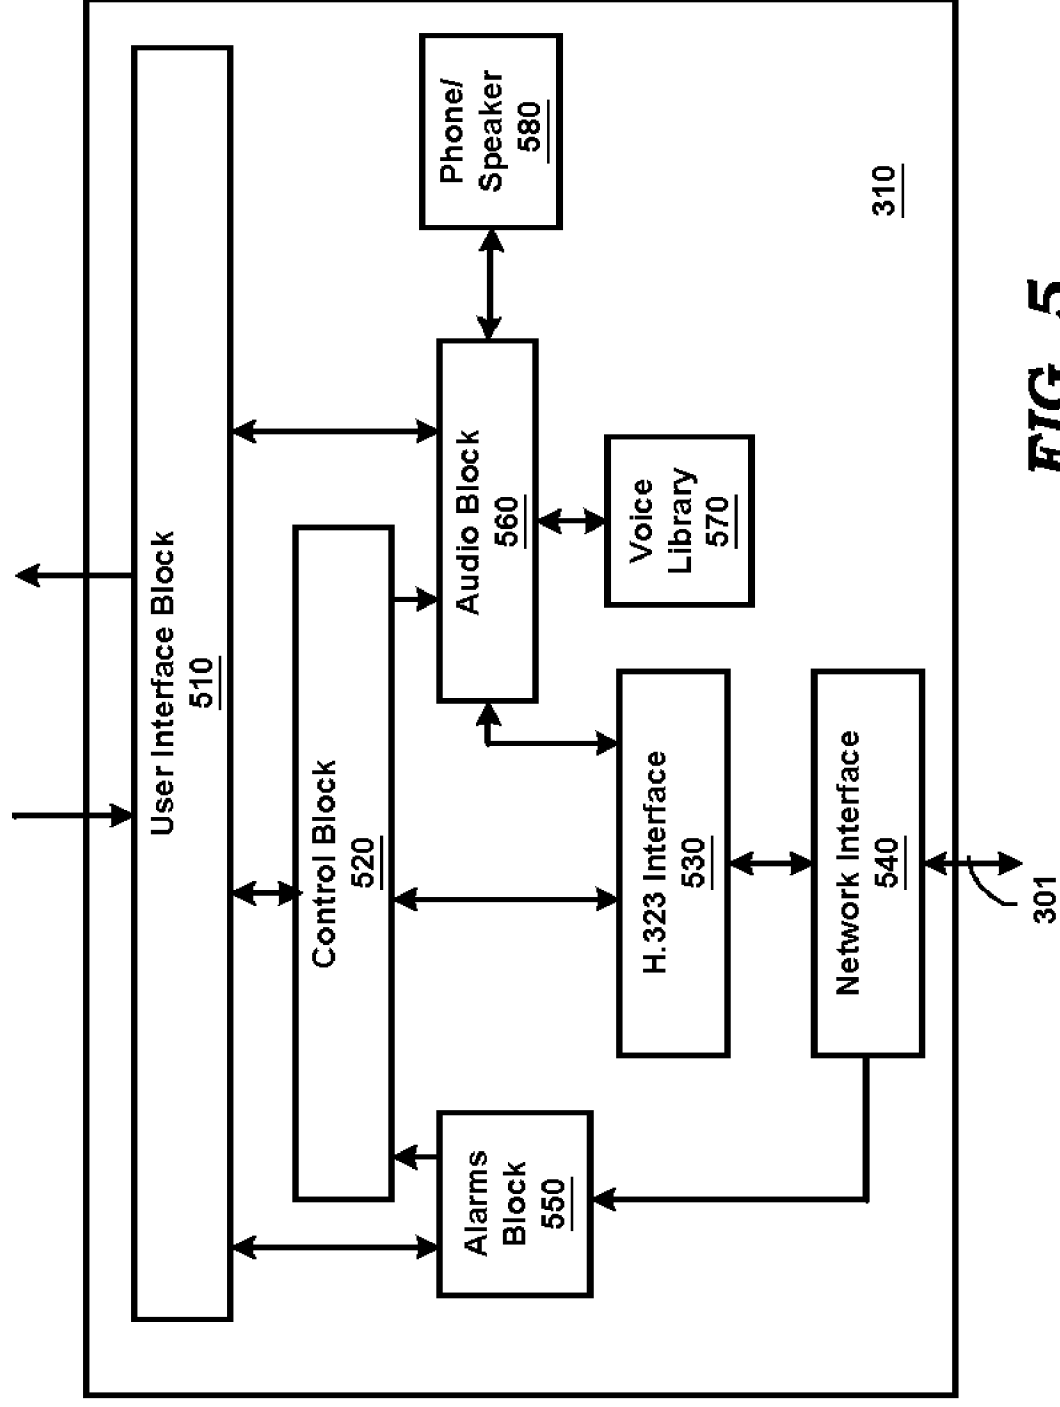 User Interface Block
510
Control Block
520
Alarms
Block
550
Audio Block
560
Phone/
Speaker
580
H.323 Interface
530
Voice
Library
570
Network Interface
540
310
301
FIG. 5